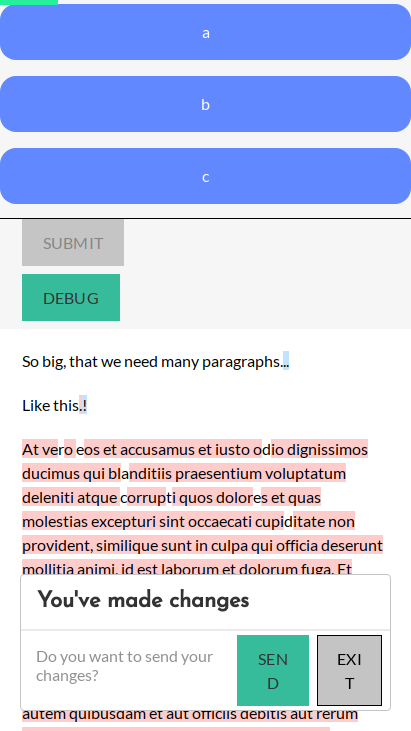 a
b
c
SUBMIT
DEBUG
So big, that we need many paragraphs...
Like this.!
At vero eos et accusamus et iusto odio dignissimos
ducimus qui blanditiis praesentium voluptatum
deleniti atque corrupti quos dolores et quas
molestias excepturi sint occaecati cupiditate non
provident, similique sunt in culpa qui officia deserunt
mollitia animi, id est laborum et dolorum fuga. Et
You've made changes
Do you want to send your
changes?
SEN
D
EXI
T
autem quibusdam et aut officiis debitis aut rerum